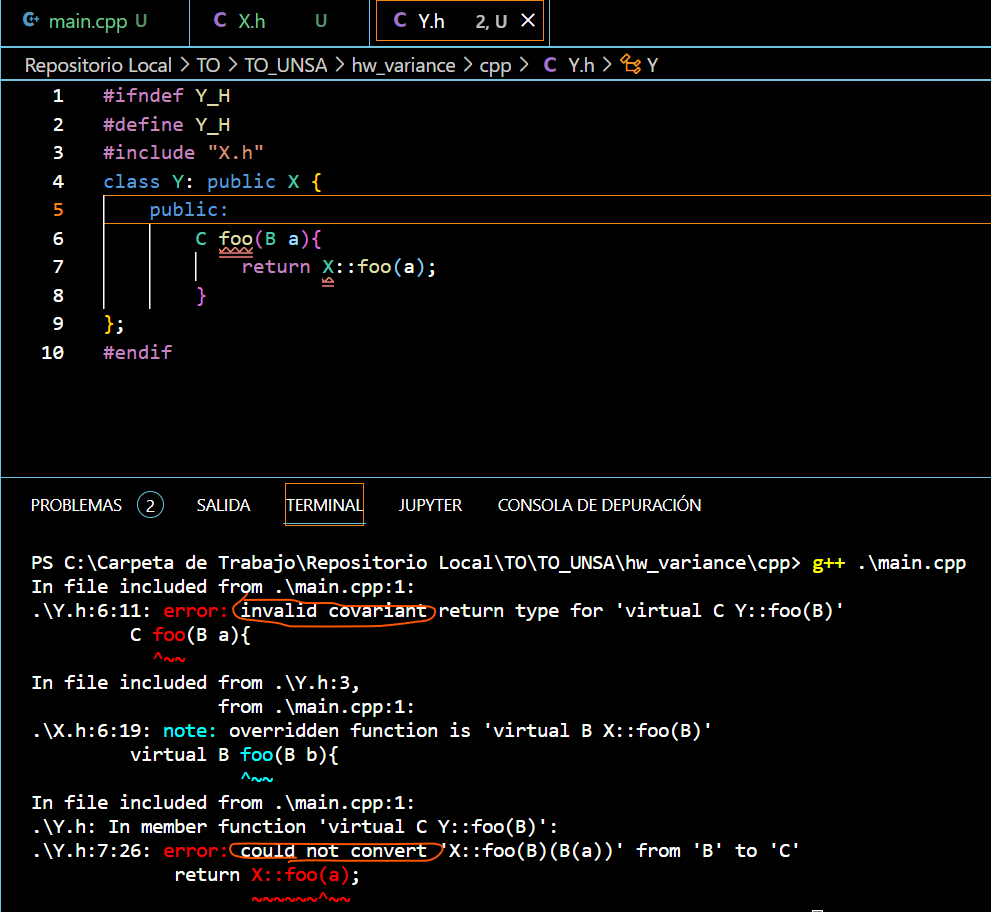 main.cpp U X.h U Y.h 2, U
Repositorio Local > TO > TO_UNSA > hw_variance > cpp > C Y.h > Y
1 #ifndef Y_H
2 #define Y_H
3 #include "X.h"
4 class Y: public X {
5 public:
6 C foo(B a){
7 return X::foo(a);
8 }
9 };
10 #endif
PROBLEMAS 2 SALIDA TERMINAL JUPYTER CONSOLA DE DEPURACIÓN
PS C:\Carpeta de Trabajo\Repositorio Local\TO\TO_UNSA\hw_variance\cpp> g++ .\main.cpp
In file included from .\main.cpp:1:
.\Y.h:6:11: error: invalid covariant return type for 'virtual C Y::foo(B)'
C foo(B a){
^~~
In file included from .\Y.h:3,
from .\main.cpp:1:
.\X.h:6:19: note: overridden function is 'virtual B X::foo(B)'
virtual B foo(B b){
^~~
In file included from .\main.cpp:1:
.\Y.h: In member function 'virtual C Y::foo(B)':
.\Y.h:7:26: error: could not convert 'X::foo(B)(B(a))' from 'B' to 'C'
return X::foo(a);
~~~~~~^~~